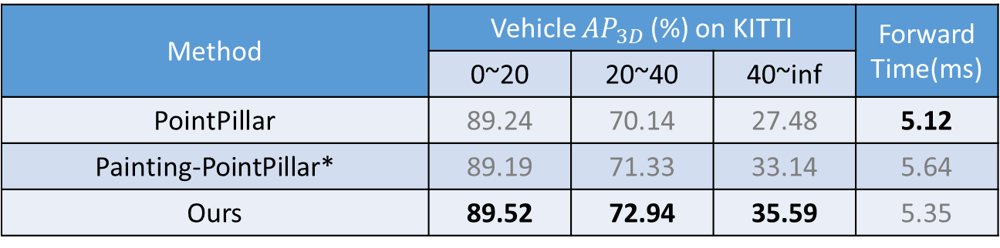 Method Vehicle AP3D (%) on KITTI Forward Time(ms)
0~20 20~40 40~inf
PointPillar 89.24 70.14 27.48 5.12
Painting-PointPillar* 89.19 71.33 33.14 5.64
Ours 89.52 72.94 35.59 5.35